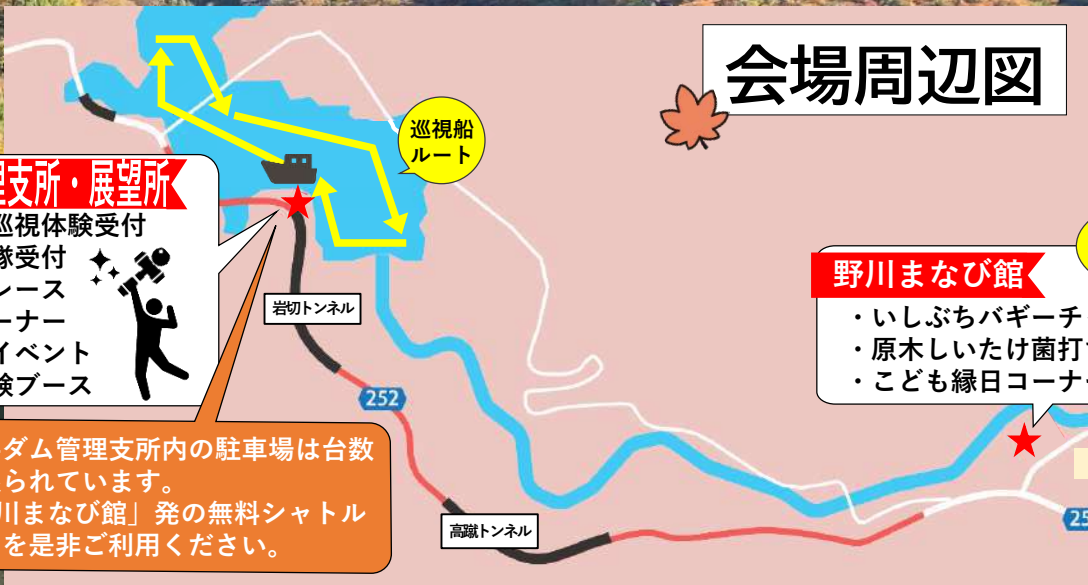 会場周辺図
巡視船
ルート
理支所・展望所
巡視体験受付
隊受付
レース
ーナー
イベント
験ブース
岩切トンネル
252
野川まなび館
・いしぶちバギーチ
・原木しいたけ菌打
・こども縁日コーナー
ダム管理支所内の駐車場は台数
られています。
川まなび館」発の無料シャトル
を是非ご利用ください。
高蹴トンネル
25